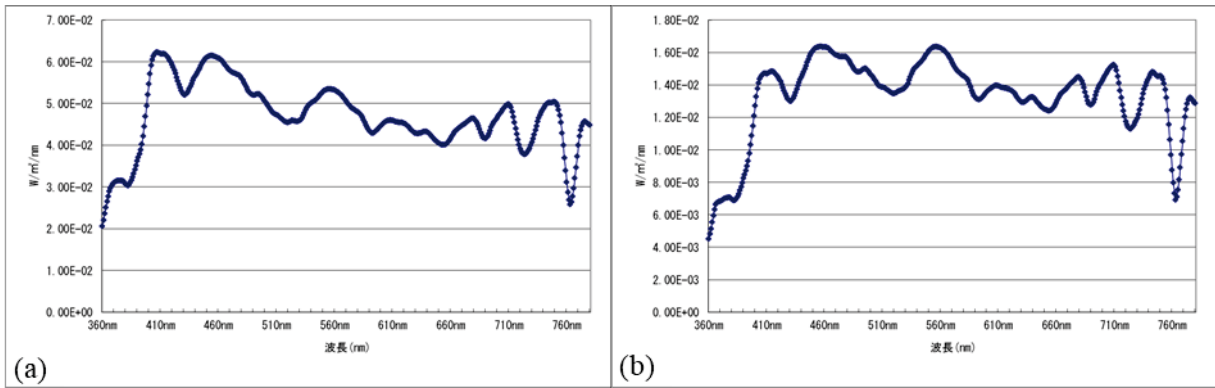 7.00E-02
6.00E-02
5.00E-02
4.00E-02
3.00E-02
2.00E-02
1.00E-02
0.00E+00
W/㎡/nm
360nm 410nm 460nm 510nm 560nm 610nm 660nm 710nm 760nm
波長(nm)
(a)
1.80E-02
1.60E-02
1.40E-02
1.20E-02
1.00E-02
8.00E-03
6.00E-03
4.00E-03
2.00E-03
0.00E+00
W/㎡/nm
360nm 410nm 460nm 510nm 560nm 610nm 660nm 710nm 760nm
波長(nm)
(b)